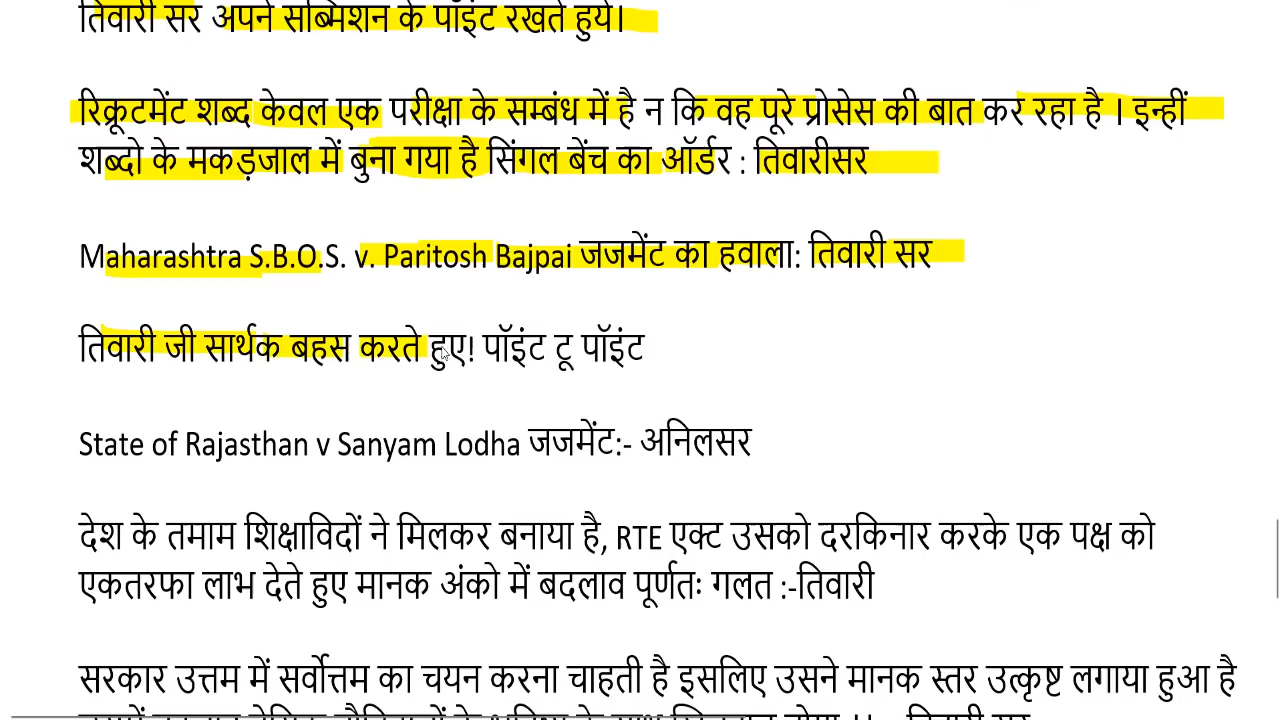 तिवारी सर अपने सब्मिशन के पॉइंट रखते हुये।
रिक्रूटमेंट शब्द केवल एक परीक्षा के सम्बंध में है न कि वह पूरे प्रोसेस की बात कर रहा है । इन्हीं
शब्दो के मकड़जाल में बुना गया है सिंगल बेंच का ऑर्डर : तिवारीसर
Maharashtra S.B.O.S. v. Paritosh Bajpai जजमेंट का हवाला: तिवारी सर
तिवारी जी सार्थक बहस करते हुए! पॉइंट टू पॉइंट
State of Rajasthan v Sanyam Lodha जजमेंट:- अनिलसर
देश के तमाम शिक्षाविदों ने मिलकर बनाया है, RTE एक्ट उसको दरकिनार करके एक पक्ष को
एकतरफा लाभ देते हुए मानक अंको में बदलाव पूर्णतः गलत :-तिवारी
सरकार उत्तम में सर्वोत्तम का चयन करना चाहती है इसलिए उसने मानक स्तर उत्कृष्ट लगाया हुआ है